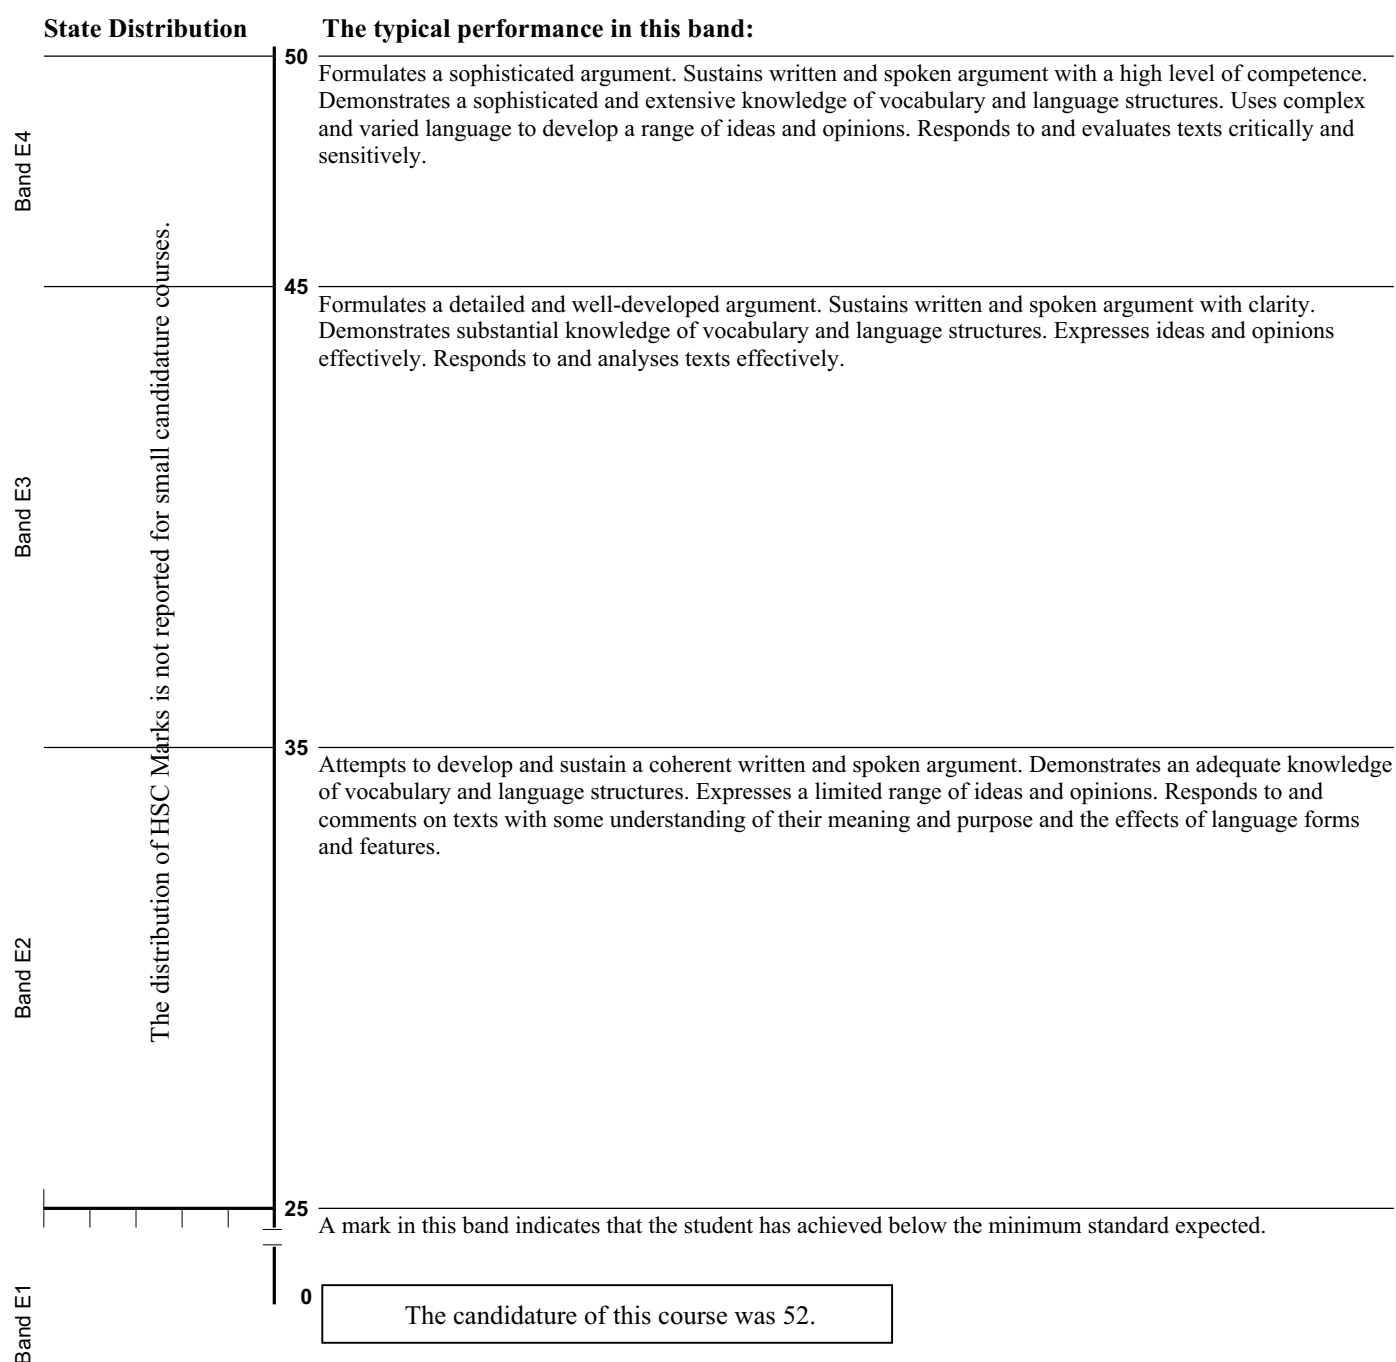 State Distribution
The typical performance in this band:
50
Formulates a sophisticated argument. Sustains written and spoken argument with a high level of competence.
Demonstrates a sophisticated and extensive knowledge of vocabulary and language structures. Uses complex
and varied language to develop a range of ideas and opinions. Responds to and evaluates texts critically and
sensitively.
Band E4
The distribution of HSC Marks is not reported for small candidature courses.
45
Formulates a detailed and well-developed argument. Sustains written and spoken argument with clarity.
Demonstrates substantial knowledge of vocabulary and language structures. Expresses ideas and opinions
effectively. Responds to and analyses texts effectively.
Band E3
35
Attempts to develop and sustain a coherent written and spoken argument. Demonstrates an adequate knowledge
of vocabulary and language structures. Expresses a limited range of ideas and opinions. Responds to and
comments on texts with some understanding of their meaning and purpose and the effects of language forms
and features.
Band E2
25
A mark in this band indicates that the student has achieved below the minimum standard expected.
0
Band E1
The candidature of this course was 52.